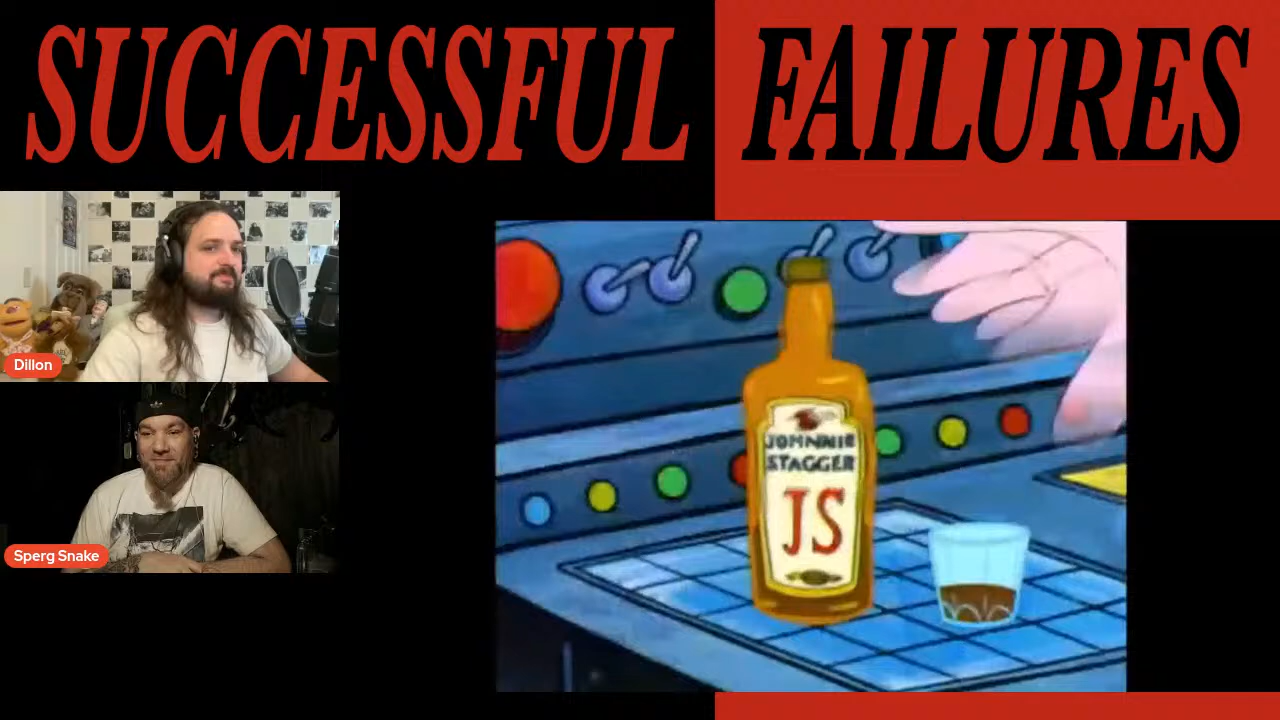 SUCCESSFUL FAILURES
Dillon
Sperg Snake
JOHNNIE
STAGGER
JS